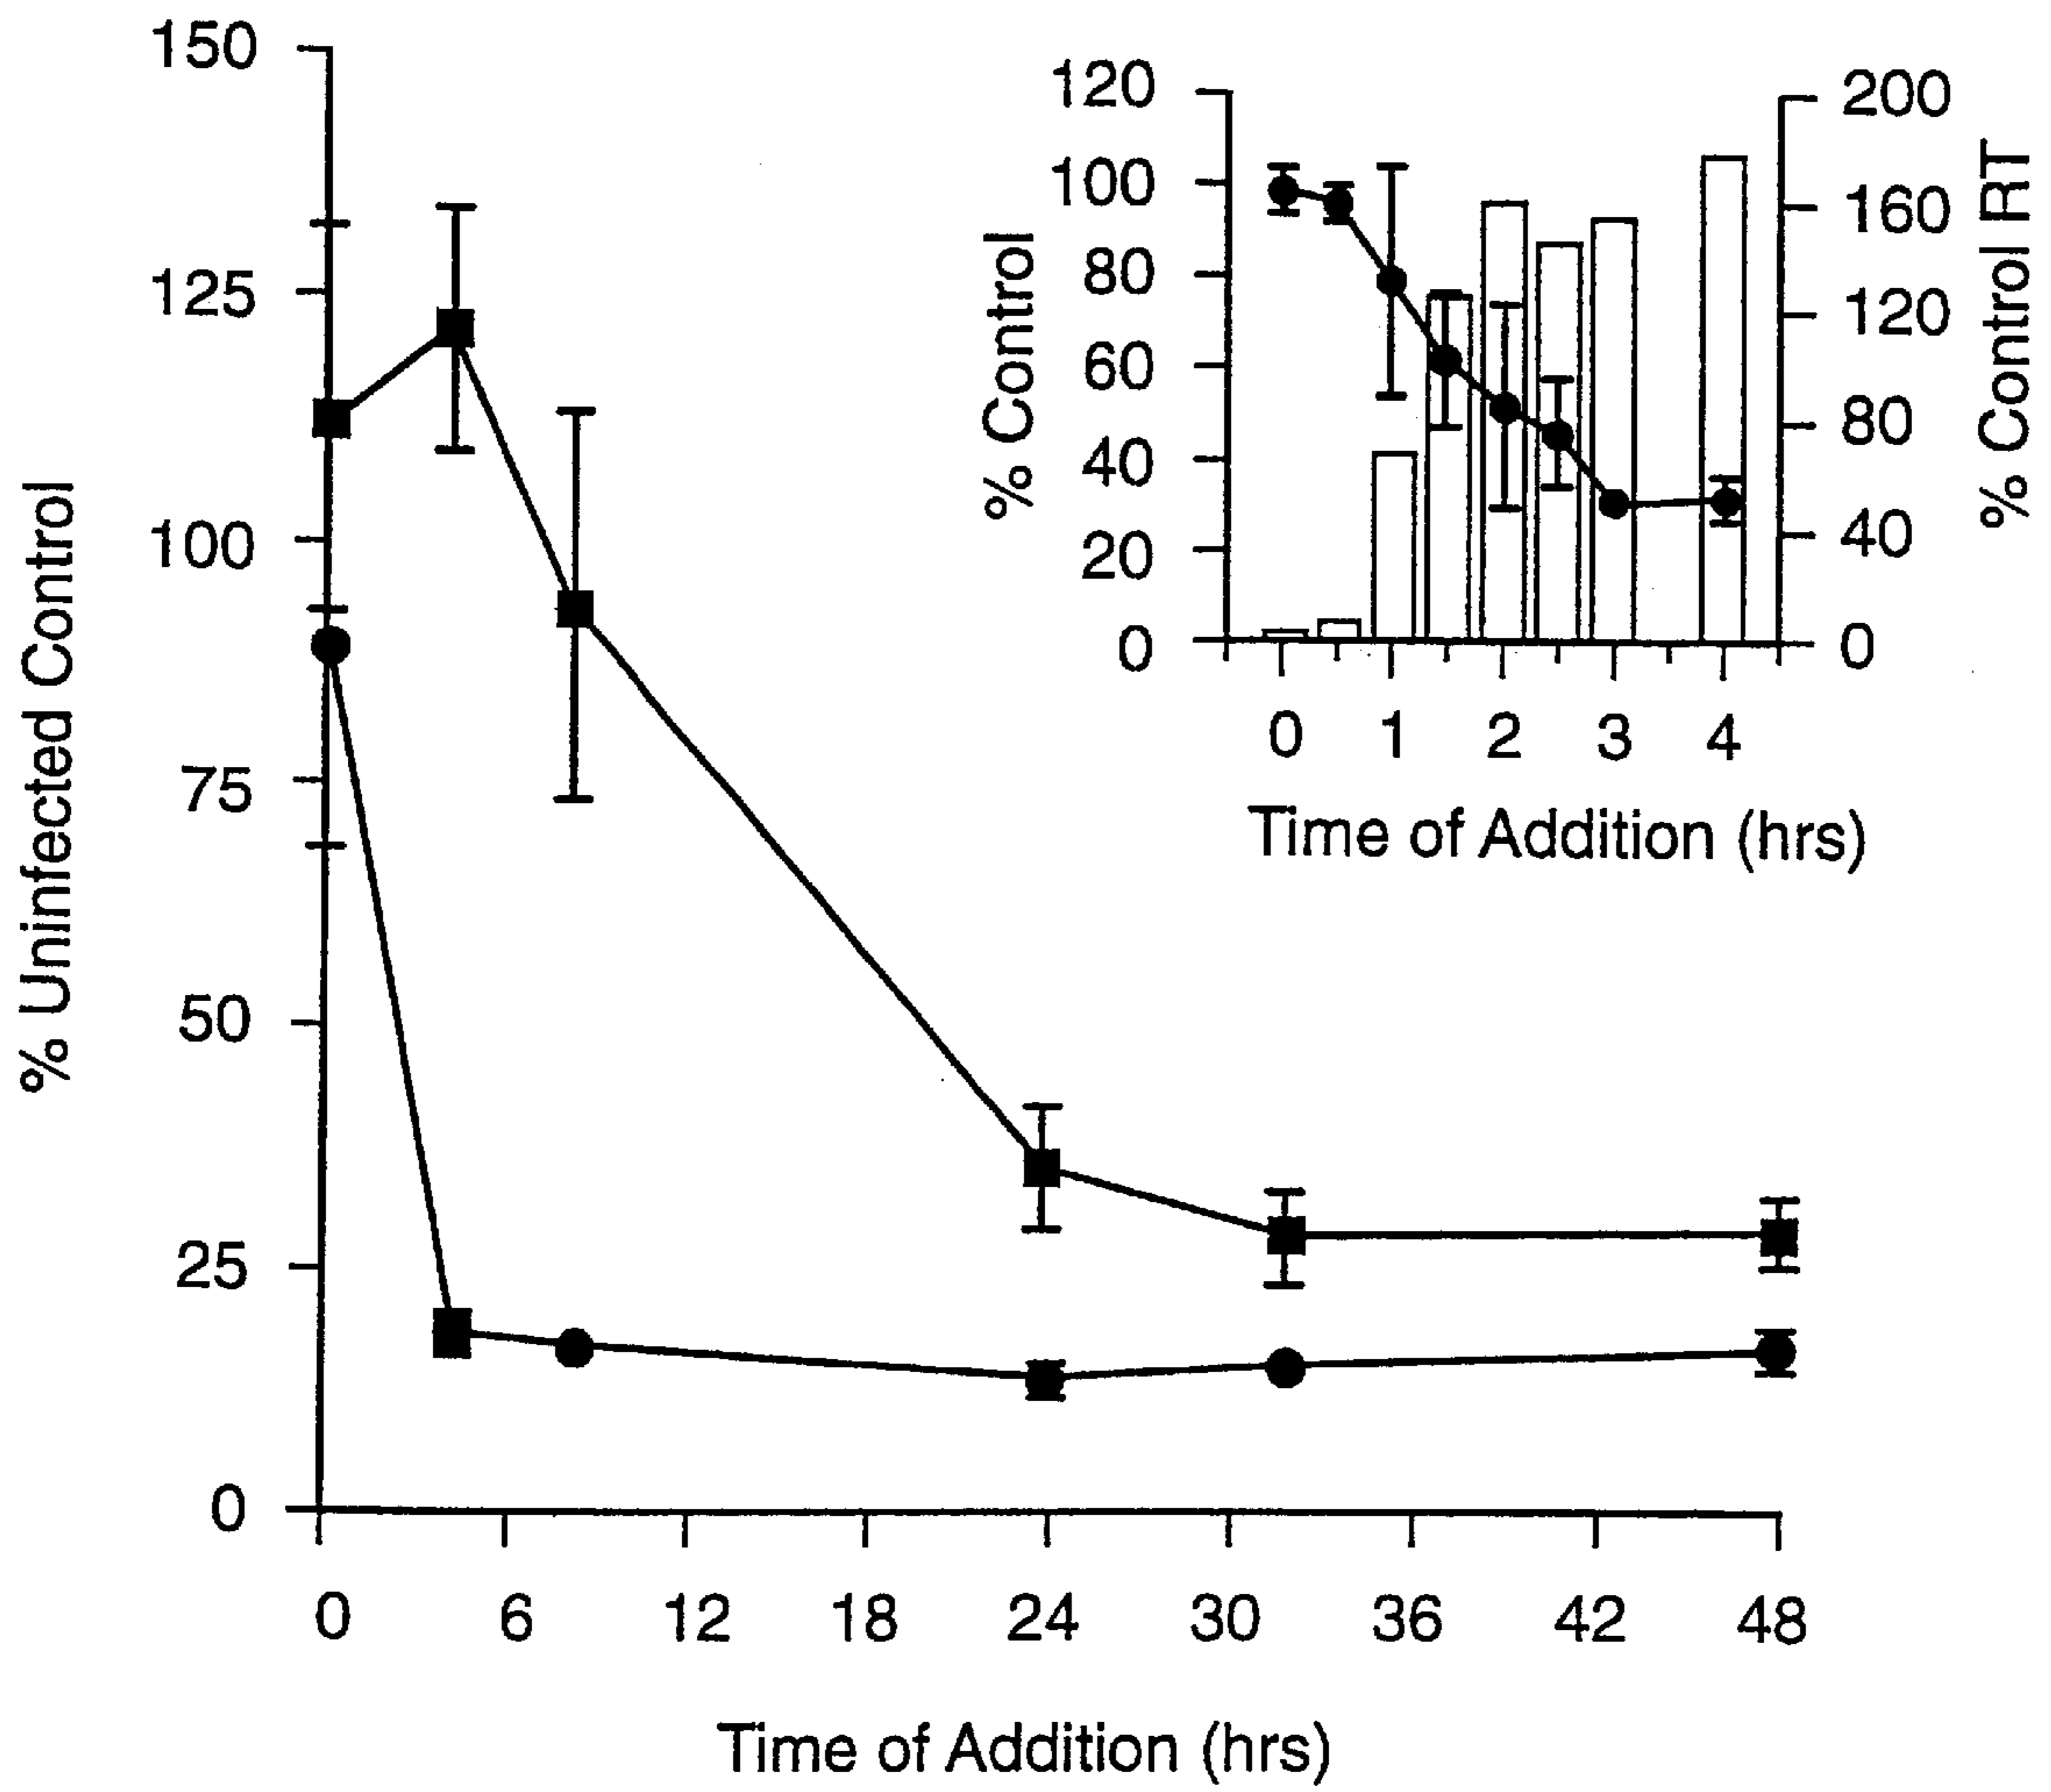 % Uninfected Control
150
125
100
75
50
25
0
0 6 12 18 24 30 36 42 48
Time of Addition (hrs)
% Control
120
100
80
60
40
20
0
0 1 2 3 4
Time of Addition (hrs)
200
160
120
80
40
0
% Control RT